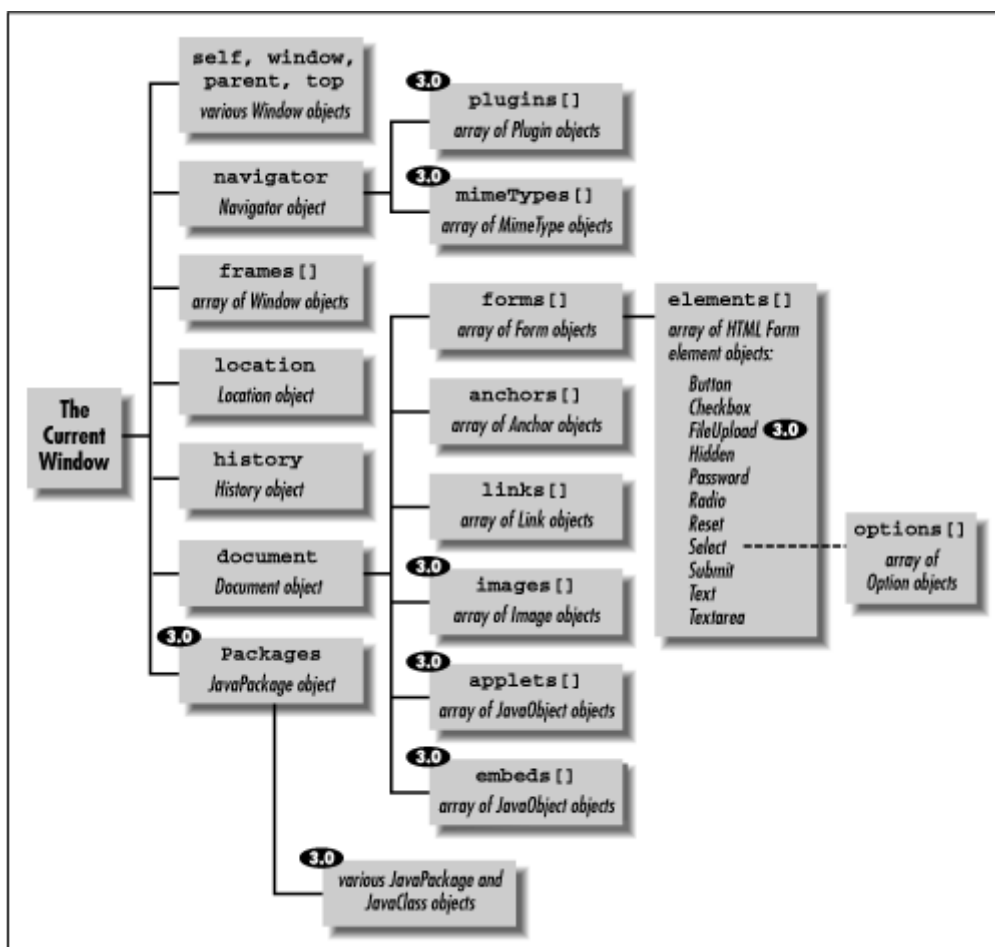 self, window,
parent, top
various Window objects
3.0
plugins[]
array of Plugin objects
navigator
Navigator object
3.0
mimeTypes[]
array of MimeType objects
frames[]
array of Window objects
forms[]
array of Form objects
elements[]
array of HTML Form
element objects:
Button
Checkbox
FileUpload 3.0
Hidden
Password
Radio
Reset
Select
Submit
Text
Textarea
location
Location object
anchors[]
array of Anchor objects
The
Current
Window
history
History object
links[]
array of Link objects
options[]
array of
Option objects
document
Document object
3.0
images[]
array of Image objects
3.0
Packages
JavaPackage object
3.0
applets[]
array of JavaObject objects
3.0
embeds[]
array of JavaObject objects
3.0
various JavaPackage and
JavaClass objects